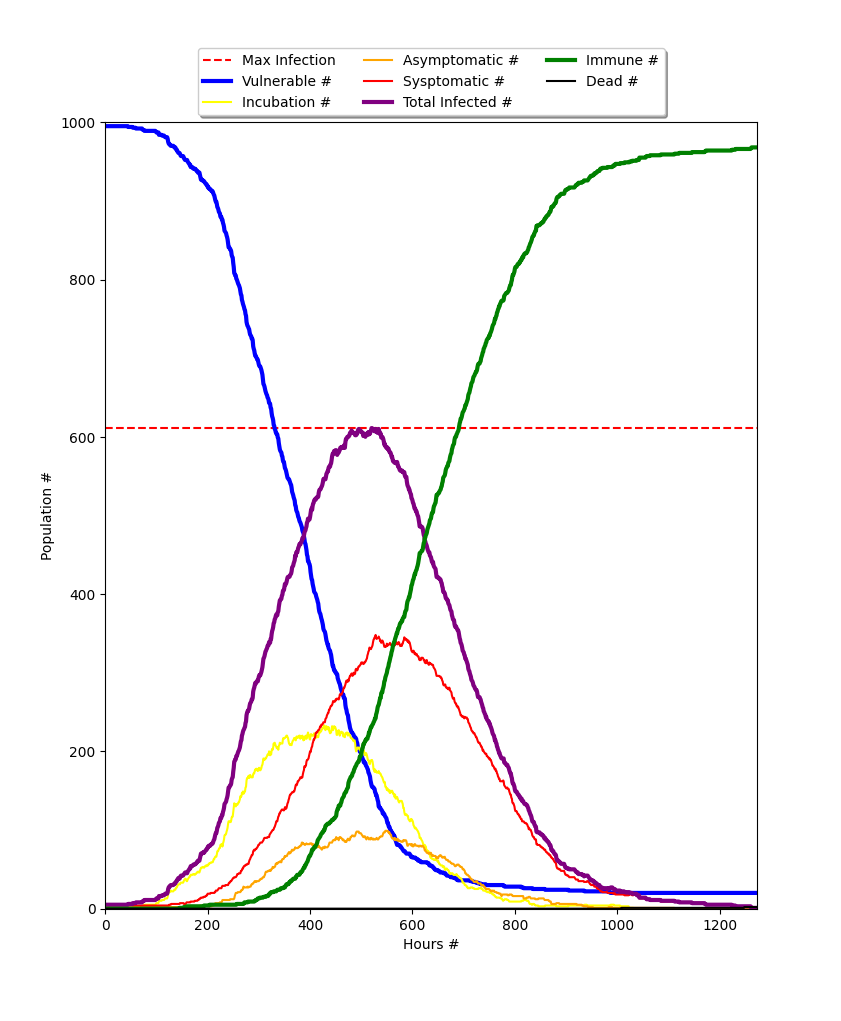 Max Infection Asymptomatic # Immune #
Vulnerable # Sysptomatic # Dead #
Incubation # Total Infected #
1000
800
600
400
200
0
Population #
0 200 400 600 800 1000 1200
Hours #